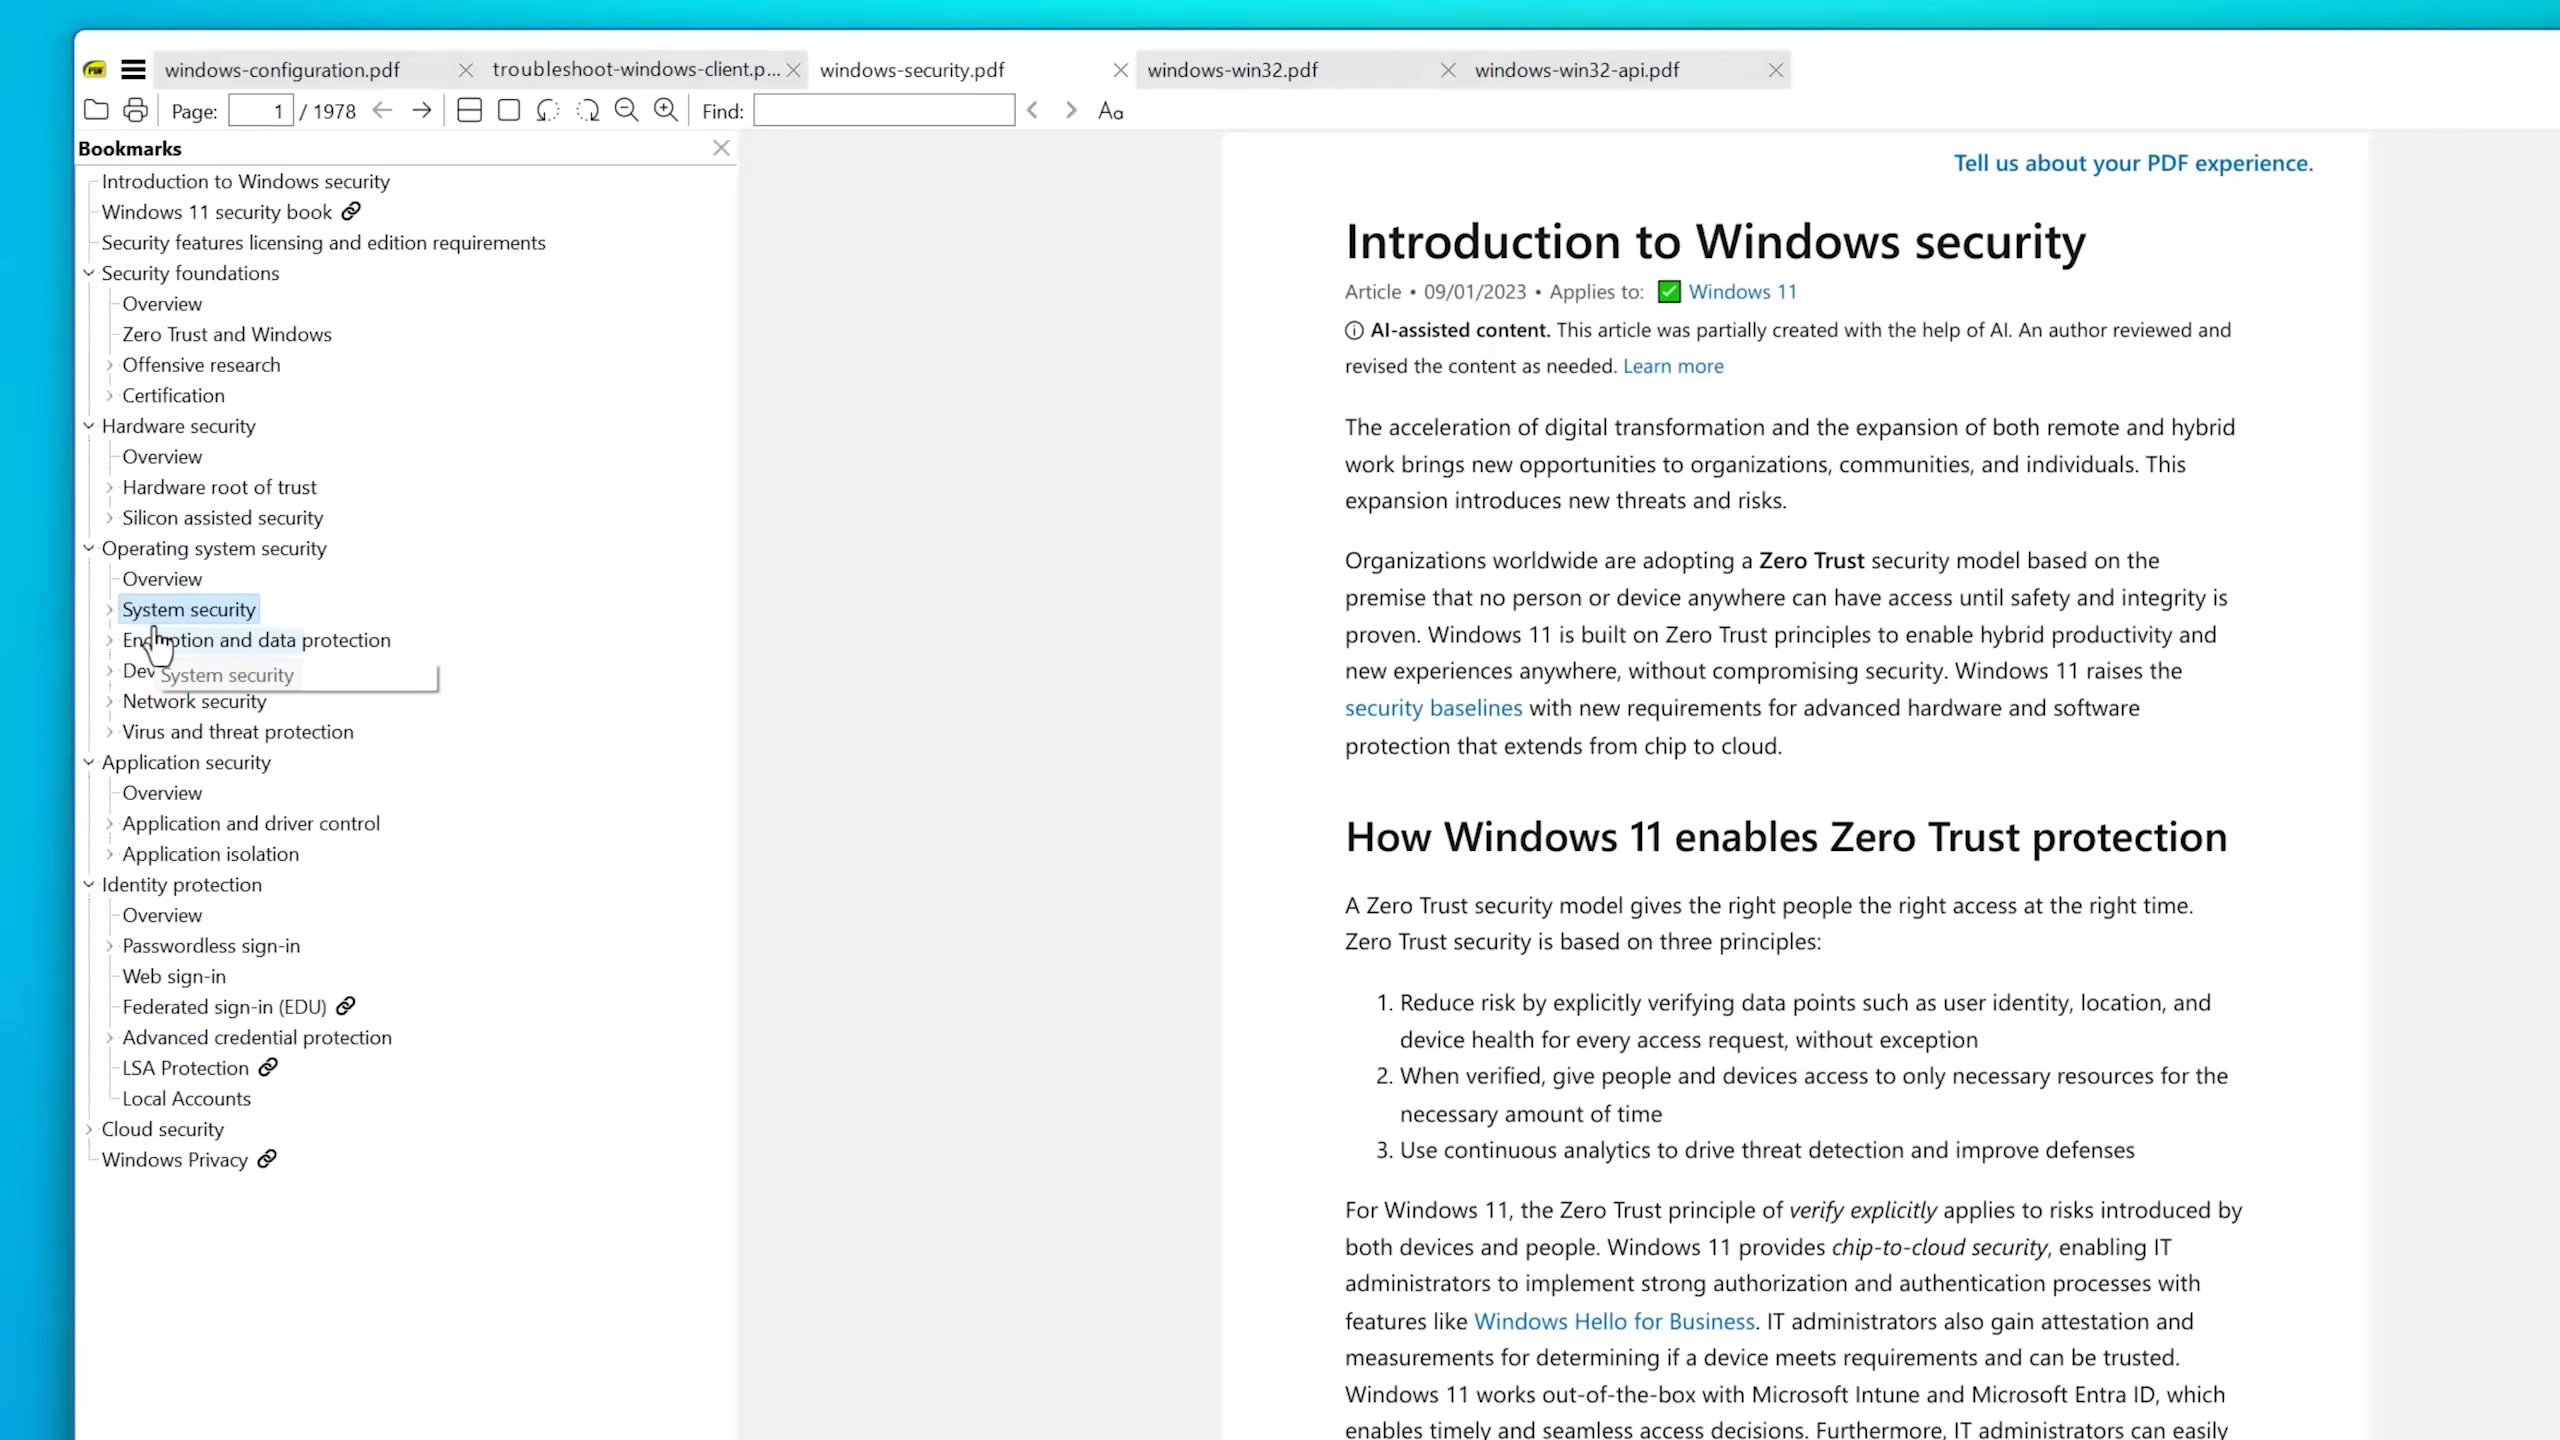 windows-configuration.pdf
troubleshoot-windows-client.p...
windows-security.pdf
windows-win32.pdf
windows-win32-api.pdf
Page: 1 / 1978
Find:
Aa
Bookmarks
Introduction to Windows security
Windows 11 security book
Security features licensing and edition requirements
Security foundations
Overview
Zero Trust and Windows
Offensive research
Certification
Hardware security
Overview
Hardware root of trust
Silicon assisted security
Operating system security
Overview
System security
and data protection
System security
Network security
Virus and threat protection
Application security
Overview
Application and driver control
Application isolation
Identity protection
Overview
Passwordless sign-in
Web sign-in
Federated sign-in (EDU)
Advanced credential protection
LSA Protection
Local Accounts
Cloud security
Windows Privacy
Tell us about your PDF experience.
Introduction to Windows security
Article • 09/01/2023 • Applies to: ✅ Windows 11
AI-assisted content. This article was partially created with the help of AI. An author reviewed and
revised the content as needed. Learn more
The acceleration of digital transformation and the expansion of both remote and hybrid
work brings new opportunities to organizations, communities, and individuals. This
expansion introduces new threats and risks.
Organizations worldwide are adopting a Zero Trust security model based on the
premise that no person or device anywhere can have access until safety and integrity is
proven. Windows 11 is built on Zero Trust principles to enable hybrid productivity and
new experiences anywhere, without compromising security. Windows 11 raises the
security baselines with new requirements for advanced hardware and software
protection that extends from chip to cloud.
How Windows 11 enables Zero Trust protection
A Zero Trust security model gives the right people the right access at the right time.
Zero Trust security is based on three principles:
1. Reduce risk by explicitly verifying data points such as user identity, location, and
device health for every access request, without exception
2. When verified, give people and devices access to only necessary resources for the
necessary amount of time
3. Use continuous analytics to drive threat detection and improve defenses
For Windows 11, the Zero Trust principle of verify explicitly applies to risks introduced by
both devices and people. Windows 11 provides chip-to-cloud security, enabling IT
administrators to implement strong authorization and authentication processes with
features like Windows Hello for Business. IT administrators also gain attestation and
measurements for determining if a device meets requirements and can be trusted.
Windows 11 works out-of-the-box with Microsoft Intune and Microsoft Entra ID, which
enables timely and seamless access decisions. Furthermore, IT administrators can easily